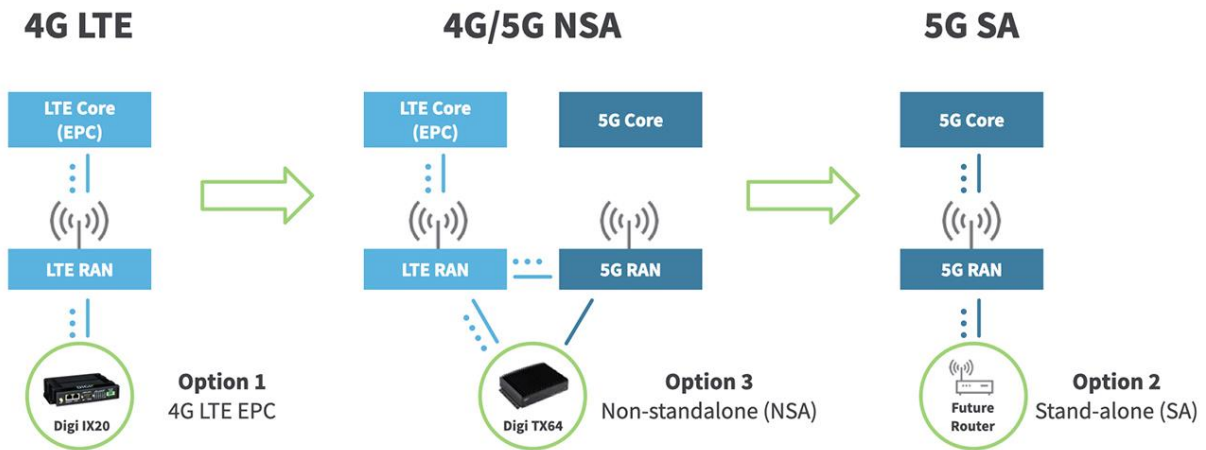 4G LTE
4G/5G NSA
5G SA
LTE Core
(EPC)
LTE Core
(EPC)
5G Core
5G Core
LTE RAN
LTE RAN
5G RAN
5G RAN
Digi IX20
Option 1
4G LTE EPC
Digi TX64
Option 3
Non-standalone (NSA)
Future
Router
Option 2
Stand-alone (SA)